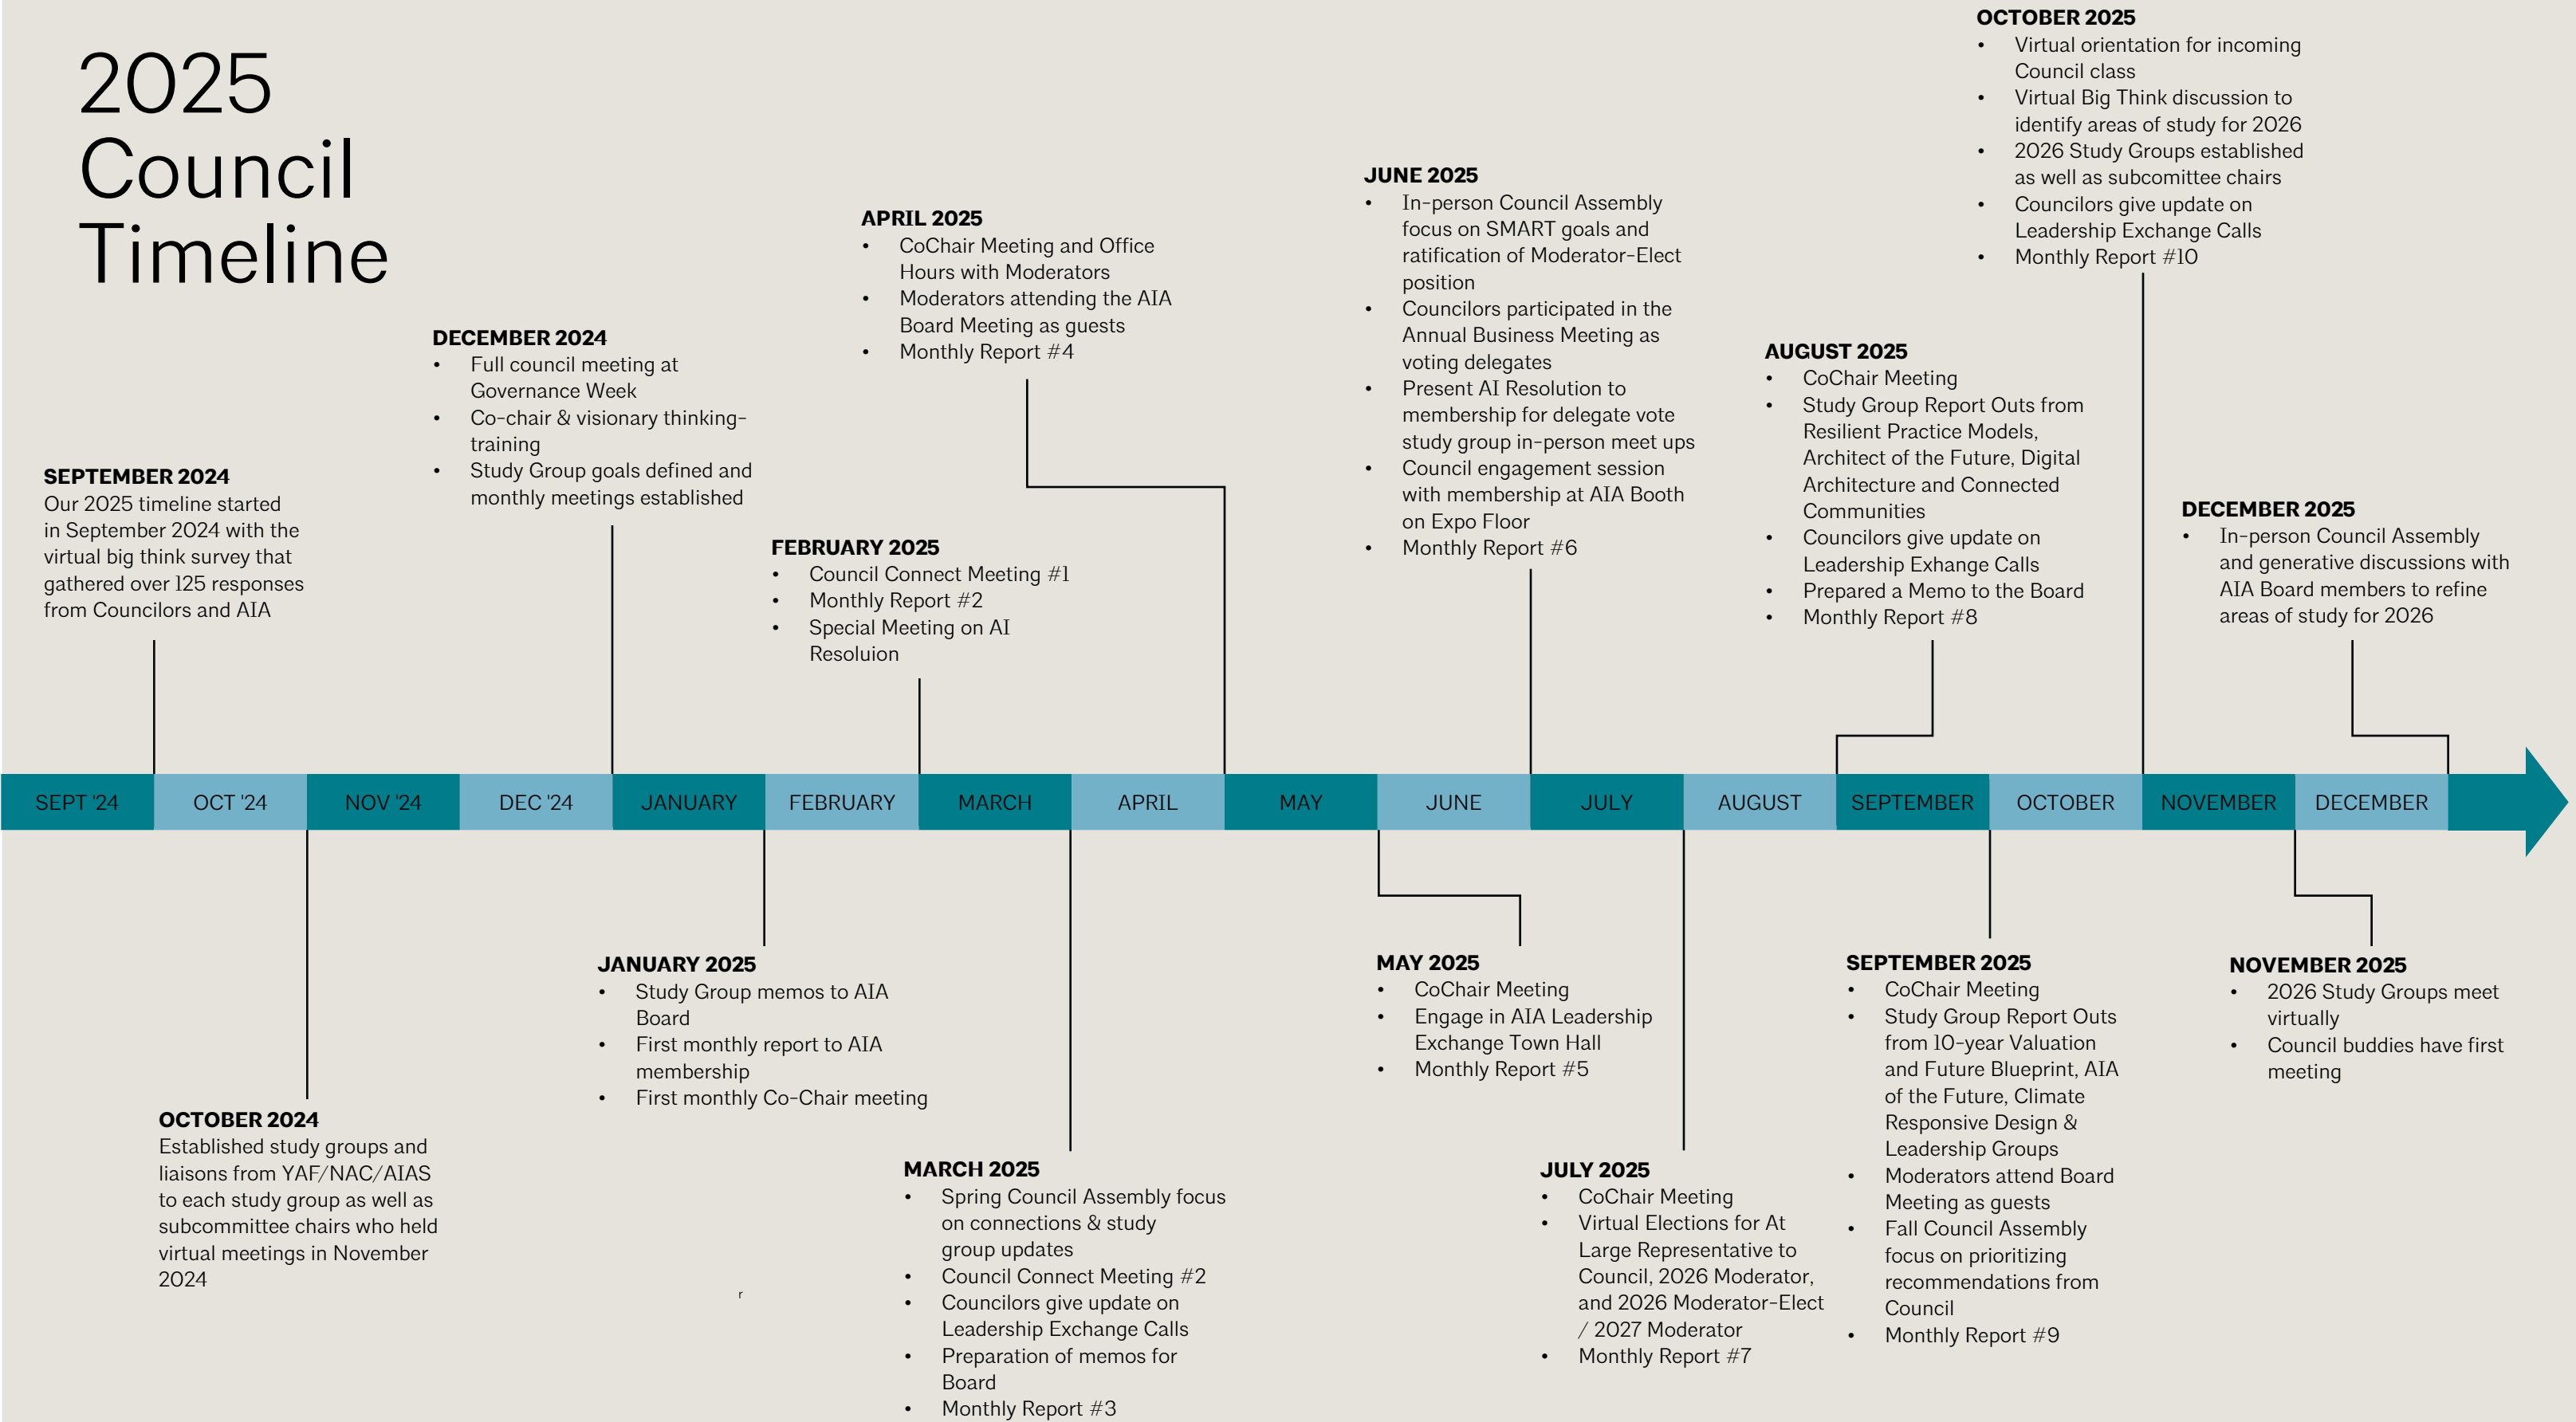 2025
Council
Timeline
SEPTEMBER 2024
Our 2025 timeline started
in September 2024 with the
virtual big think survey that
gathered over 125 responses
from Councilors and AIA
DECEMBER 2024
• Full council meeting at
Governance Week
• Co-chair & visionary thinking-
training
• Study Group goals defined and
monthly meetings established
FEBRUARY 2025
• Council Connect Meeting #1
• Monthly Report #2
• Special Meeting on AI
Resoluion
APRIL 2025
• CoChair Meeting and Office
Hours with Moderators
• Moderators attending the AIA
Board Meeting as guests
• Monthly Report #4
JUNE 2025
• In-person Council Assembly
focus on SMART goals and
ratification of Moderator-Elect
position
• Councilors participated in the
Annual Business Meeting as
voting delegates
• Present AI Resolution to
membership for delegate vote
study group in-person meet ups
• Council engagement session
with membership at AIA Booth
on Expo Floor
• Monthly Report #6
AUGUST 2025
• CoChair Meeting
• Study Group Report Outs from
Resilient Practice Models,
Architect of the Future, Digital
Architecture and Connected
Communities
• Councilors give update on
Leadership Exhange Calls
• Prepared a Memo to the Board
• Monthly Report #8
OCTOBER 2025
• Virtual orientation for incoming
Council class
• Virtual Big Think discussion to
identify areas of study for 2026
• 2026 Study Groups established
as well as subcomittee chairs
• Councilors give update on
Leadership Exchange Calls
• Monthly Report #10
DECEMBER 2025
• In-person Council Assembly
and generative discussions with
AIA Board members to refine
areas of study for 2026
SEPT '24
OCT '24
NOV '24
DEC '24
JANUARY
FEBRUARY
MARCH
APRIL
MAY
JUNE
JULY
AUGUST
SEPTEMBER
OCTOBER
NOVEMBER
DECEMBER
OCTOBER 2024
Established study groups and
liaisons from YAF/NAC/AIAS
to each study group as well as
subcommittee chairs who held
virtual meetings in November
2024
JANUARY 2025
• Study Group memos to AIA
Board
• First monthly report to AIA
membership
• First monthly Co-Chair meeting
r
MARCH 2025
• Spring Council Assembly focus
on connections & study
group updates
• Council Connect Meeting #2
• Councilors give update on
Leadership Exchange Calls
• Preparation of memos for
Board
• Monthly Report #3
MAY 2025
• CoChair Meeting
• Engage in AIA Leadership
Exchange Town Hall
• Monthly Report #5
JULY 2025
• CoChair Meeting
• Virtual Elections for At
Large Representative to
Council, 2026 Moderator,
and 2026 Moderator-Elect
/ 2027 Moderator
• Monthly Report #7
SEPTEMBER 2025
• CoChair Meeting
• Study Group Report Outs
from 10-year Valuation
and Future Blueprint, AIA
of the Future, Climate
Responsive Design &
Leadership Groups
• Moderators attend Board
Meeting as guests
• Fall Council Assembly
focus on prioritizing
recommendations from
Council
• Monthly Report #9
NOVEMBER 2025
• 2026 Study Groups meet
virtually
• Council buddies have first
meeting